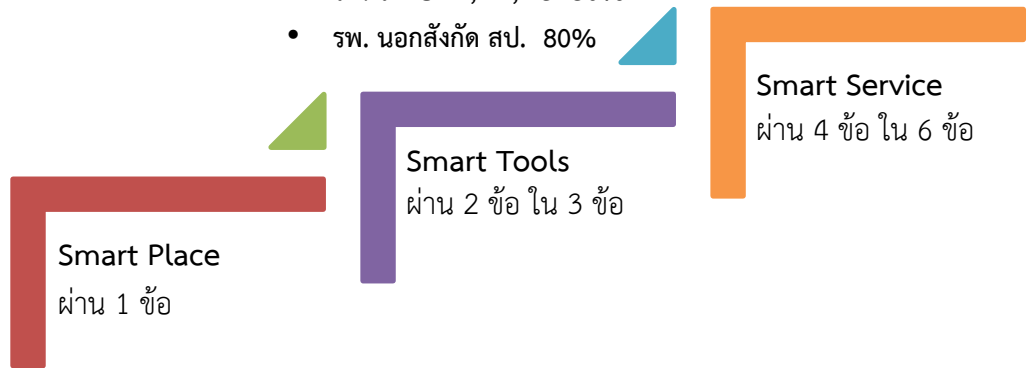 • รพ. นอกสังกัด สป. 80%
Smart Service
ผ่าน 4 ข้อ ใน 6 ข้อ
Smart Tools
ผ่าน 2 ข้อ ใน 3 ข้อ
Smart Place
ผ่าน 1 ข้อ